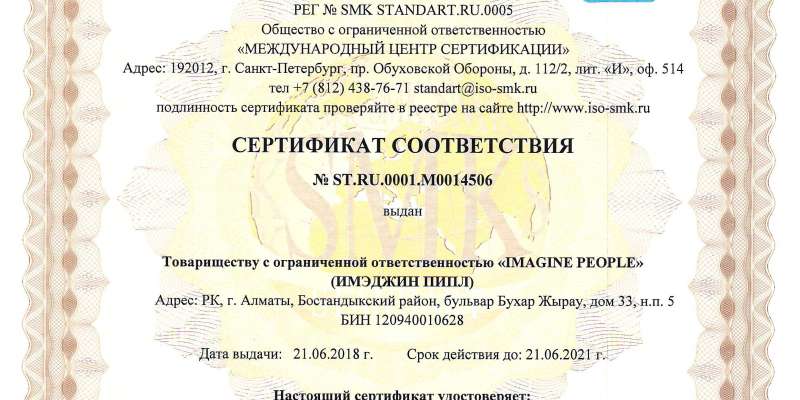 РЕГ № SMK STANDART.RU.0005
Общество с ограниченной ответственностью
«МЕЖДУНАРОДНЫЙ ЦЕНТР СЕРТИФИКАЦИИ»
Адрес: 192012, г. Санкт-Петербург, пр. Обуховской Обороны, д. 112/2, лит. «И», оф. 514
тел +7 (812) 438-76-71 standart@iso-smk.ru
подлинность сертификата проверяйте в реестре на сайте http://www.iso-smk.ru
СЕРТИФИКАТ СООТВЕТСТВИЯ
№ ST.RU.0001.M0014506
выдан
SMK
Товариществу с ограниченной ответственностью «IMAGINE PEOPLE»
(ИМЭДЖИН ПИПЛ)
Адрес: РК, г. Алматы, Бостандыкский район, бульвар Бухар Жырау, дом 33, н.п. 5
БИН 120940010628
Дата выдачи: 21.06.2018 г. Срок действия до: 21.06.2021 г.
Настоящий сертификат удостоверяет: